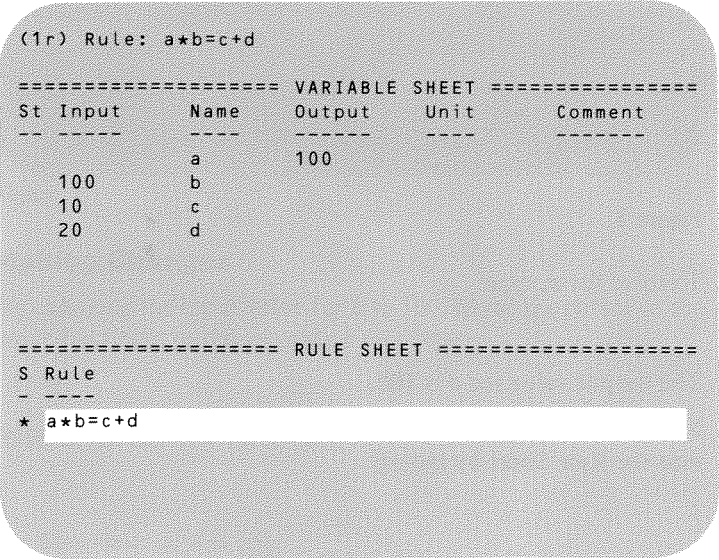 (1r) Rule: a*b=c+d
==================== VARIABLE SHEET ================
St Input Name Output Unit Comment
-- ----- ---- ------ ---- -------
a 100
100 b
10 c
20 d
==================== RULE SHEET ====================
S Rule
- ----
* a*b=c+d